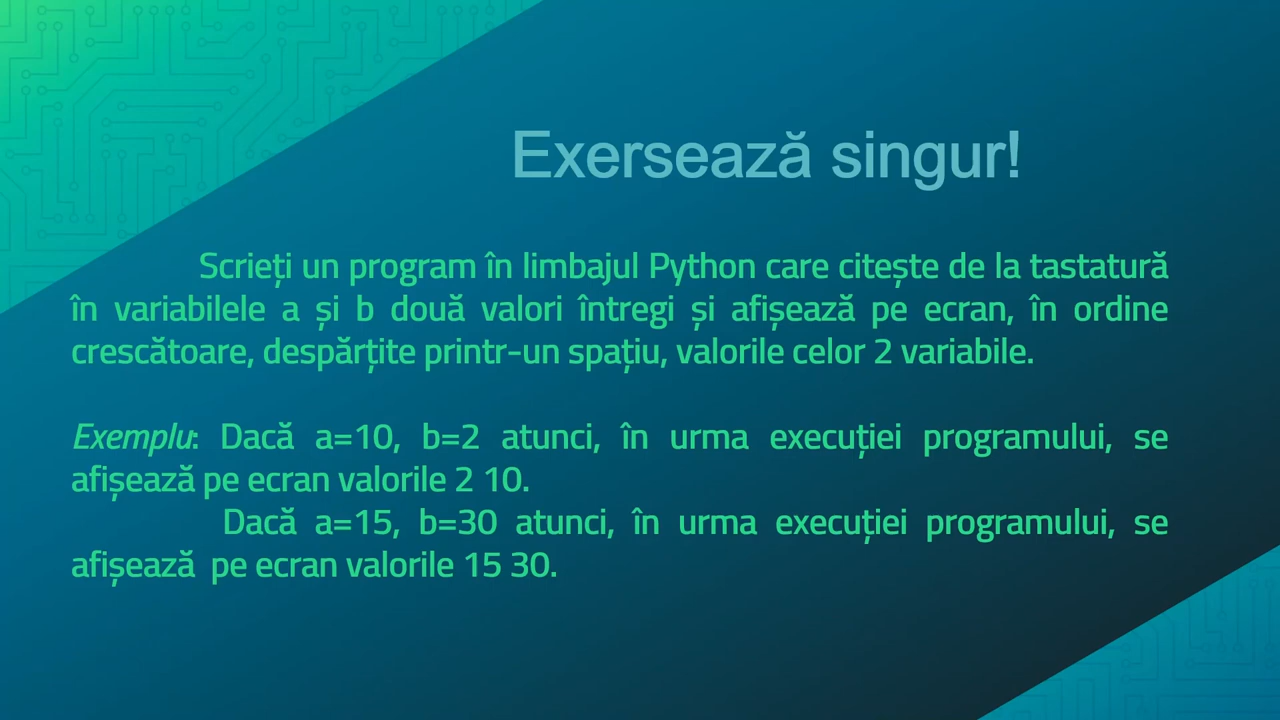 Exersează singur!
Scrieți un program în limbajul Python care citește de la tastatură
în variabilele a și b două valori întregi și afișează pe ecran, în ordine
crescătoare, despărțite printr-un spațiu, valorile celor 2 variabile.
Exemplu: Dacă a=10, b=2 atunci, în urma execuției programului, se
afișează pe ecran valorile 2 10.
Dacă a=15, b=30 atunci, în urma execuției programului, se
afișează pe ecran valorile 15 30.